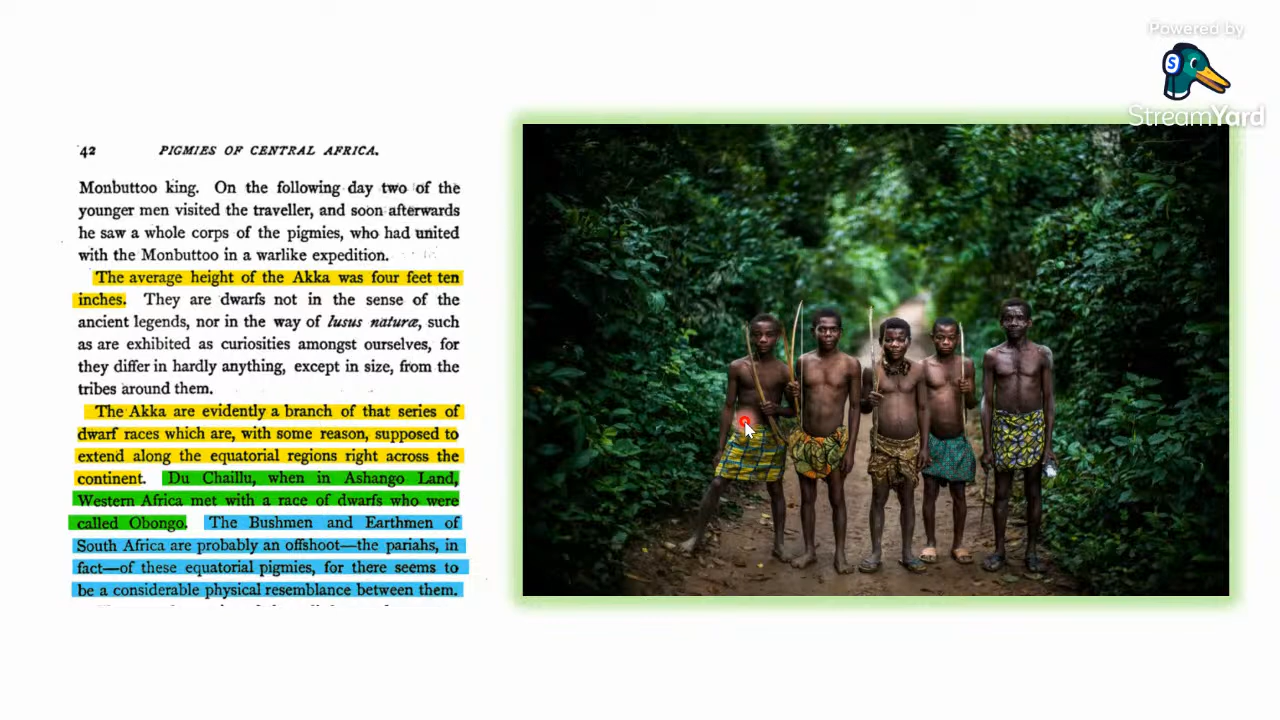 Powered by
StreamYard
42 PIGMIES OF CENTRAL AFRICA.
Monbuttoo king. On the following day two of the
younger men visited the traveller, and soon afterwards
he saw a whole corps of the pigmies, who had united
with the Monbuttoo in a warlike expedition.
The average height of the Akka was four feet ten
inches. They are dwarfs not in the sense of the
ancient legends, nor in the way of lusus naturæ, such
as are exhibited as curiosities amongst ourselves, for
they differ in hardly anything, except in size, from the
tribes around them.
The Akka are evidently a branch of that series of
dwarf races which are, with some reason, supposed to
extend along the equatorial regions right across the
continent. Du Chaillu, when in Ashango Land,
Western Africa met with a race of dwarfs who were
called Obongo. The Bushmen and Earthmen of
South Africa are probably an offshoot—the pariahs, in
fact—of these equatorial pigmies, for there seems to
be a considerable physical resemblance between them.